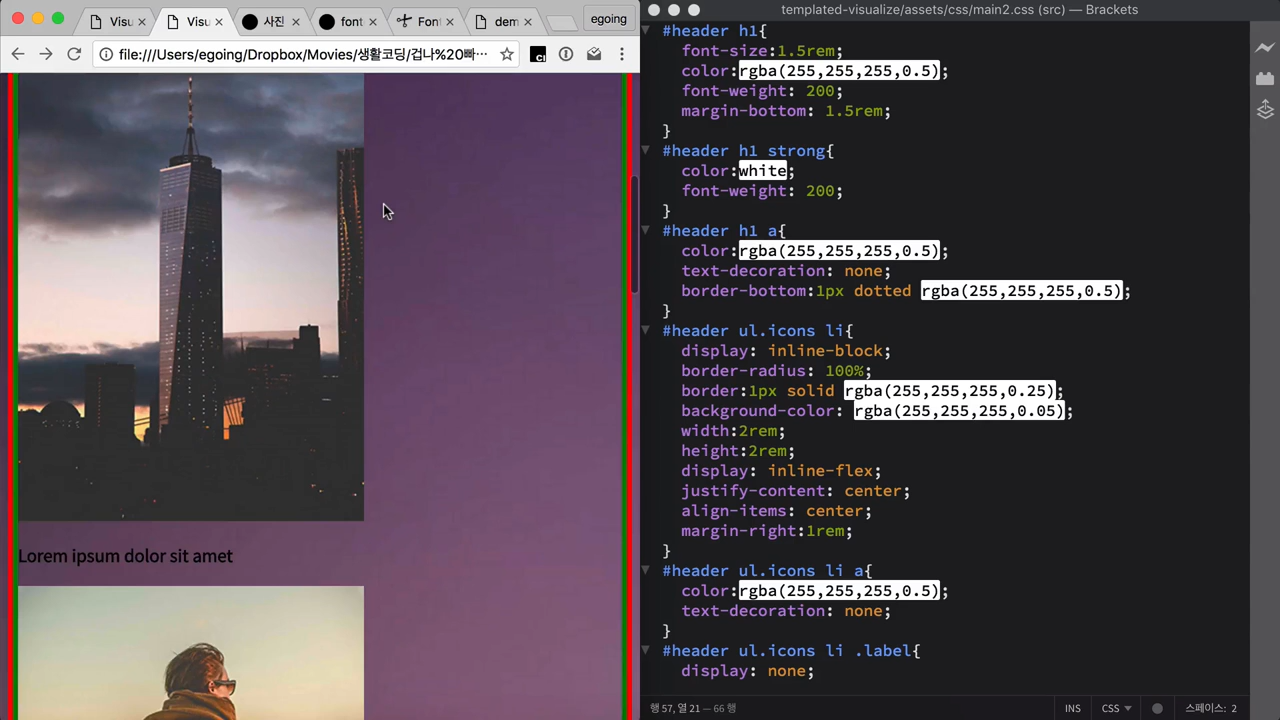 Visu
Visu
사진
font
Font
dem
egoing
file:///Users/egoing/Dropbox/Movies/생활코딩/겁나%20빠…
Lorem ipsum dolor sit amet
templated-visualize/assets/css/main2.css (src) — Brackets
#header h1{
font-size:1.5rem;
color:rgba(255,255,255,0.5);
font-weight: 200;
margin-bottom: 1.5rem;
}
#header h1 strong{
color:white;
font-weight: 200;
}
#header h1 a{
color:rgba(255,255,255,0.5);
text-decoration: none;
border-bottom:1px dotted rgba(255,255,255,0.5);
}
#header ul.icons li{
display: inline-block;
border-radius: 100%;
border:1px solid rgba(255,255,255,0.25);
background-color: rgba(255,255,255,0.05);
width:2rem;
height:2rem;
display: inline-flex;
justify-content: center;
align-items: center;
margin-right:1rem;
}
#header ul.icons li a{
color:rgba(255,255,255,0.5);
text-decoration: none;
}
#header ul.icons li .label{
display: none;
행 57, 열 21 — 66 행
INS
CSS
스페이스: 2